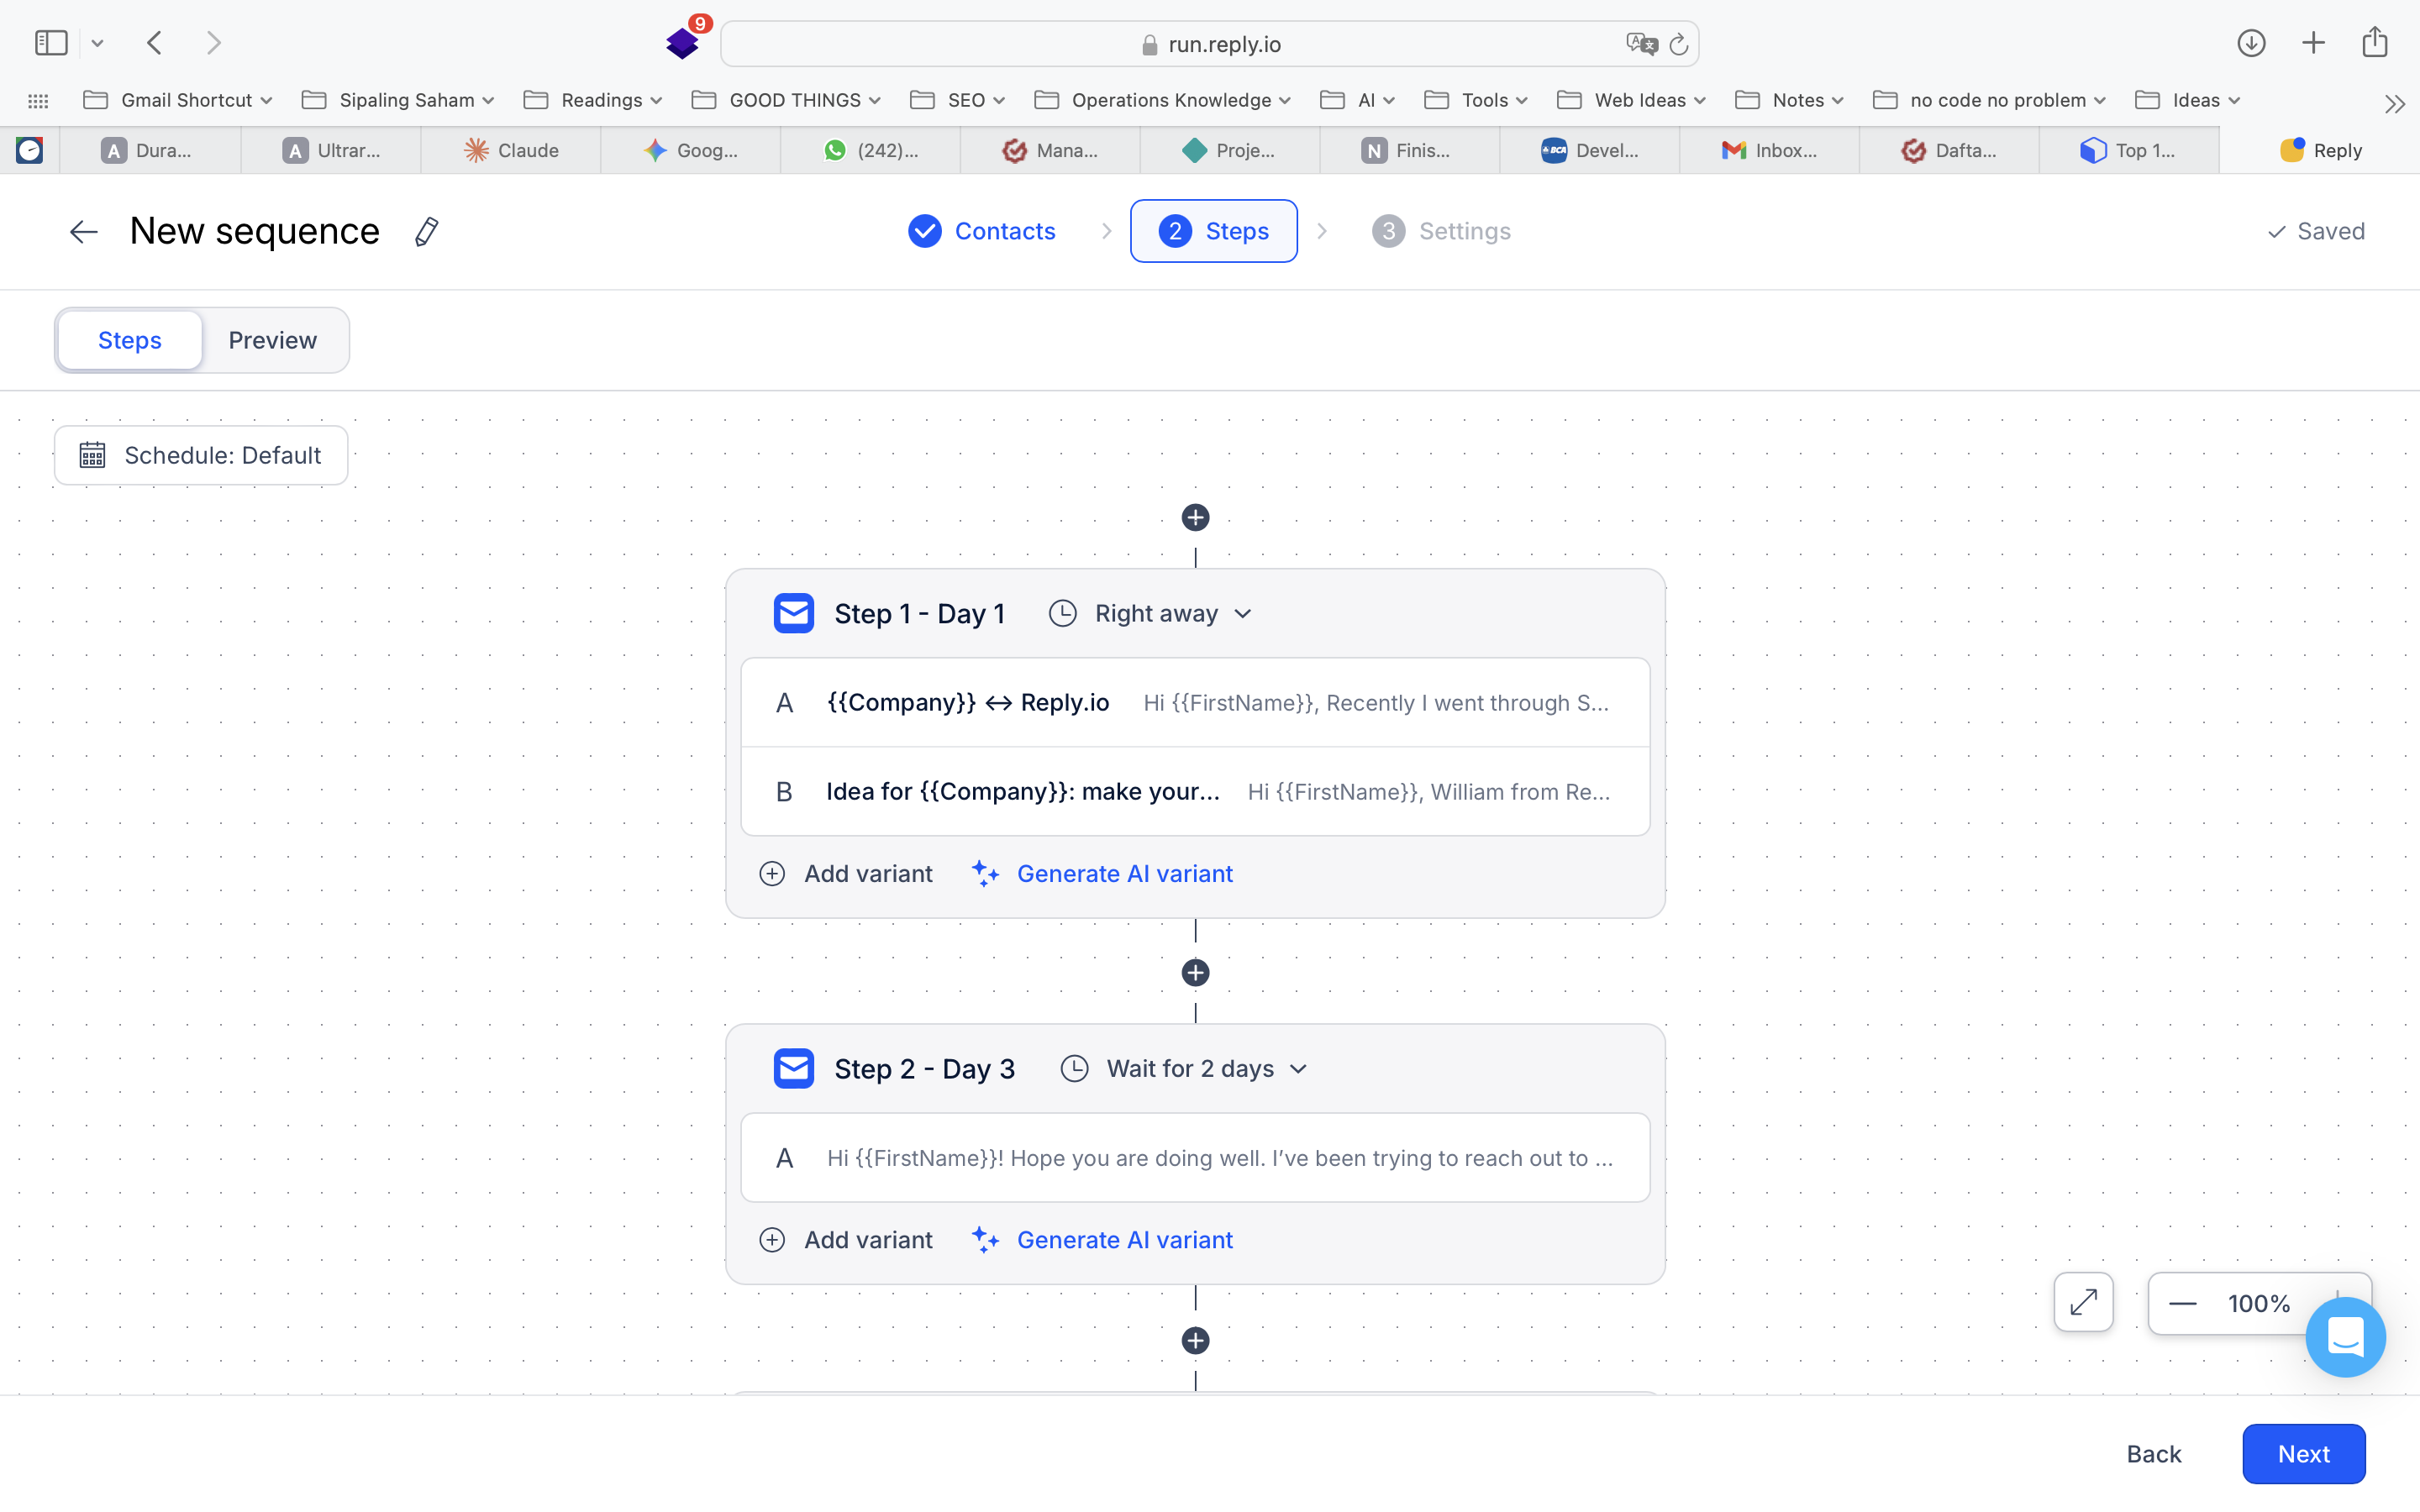 9
run.reply.io
Gmail Shortcut
Sipaling Saham
Readings
GOOD THINGS
SEO
Operations Knowledge
AI
Tools
Web Ideas
Notes
no code no problem
Ideas
A Dura...
A Ultrar...
Claude
Goog...
(242)...
Mana...
Proje...
N Finis...
BCA Devel...
Inbox...
Dafta...
Top 1...
Reply
New sequence
Contacts
2 Steps
3 Settings
Saved
Steps
Preview
Schedule: Default
Step 1 - Day 1
Right away
A {{Company}} <-> Reply.io Hi {{FirstName}}, Recently I went through S...
B Idea for {{Company}}: make your... Hi {{FirstName}}, William from Re...
Add variant
Generate AI variant
Step 2 - Day 3
Wait for 2 days
A Hi {{FirstName}}! Hope you are doing well. I’ve been trying to reach out to ...
Add variant
Generate AI variant
100%
Back
Next